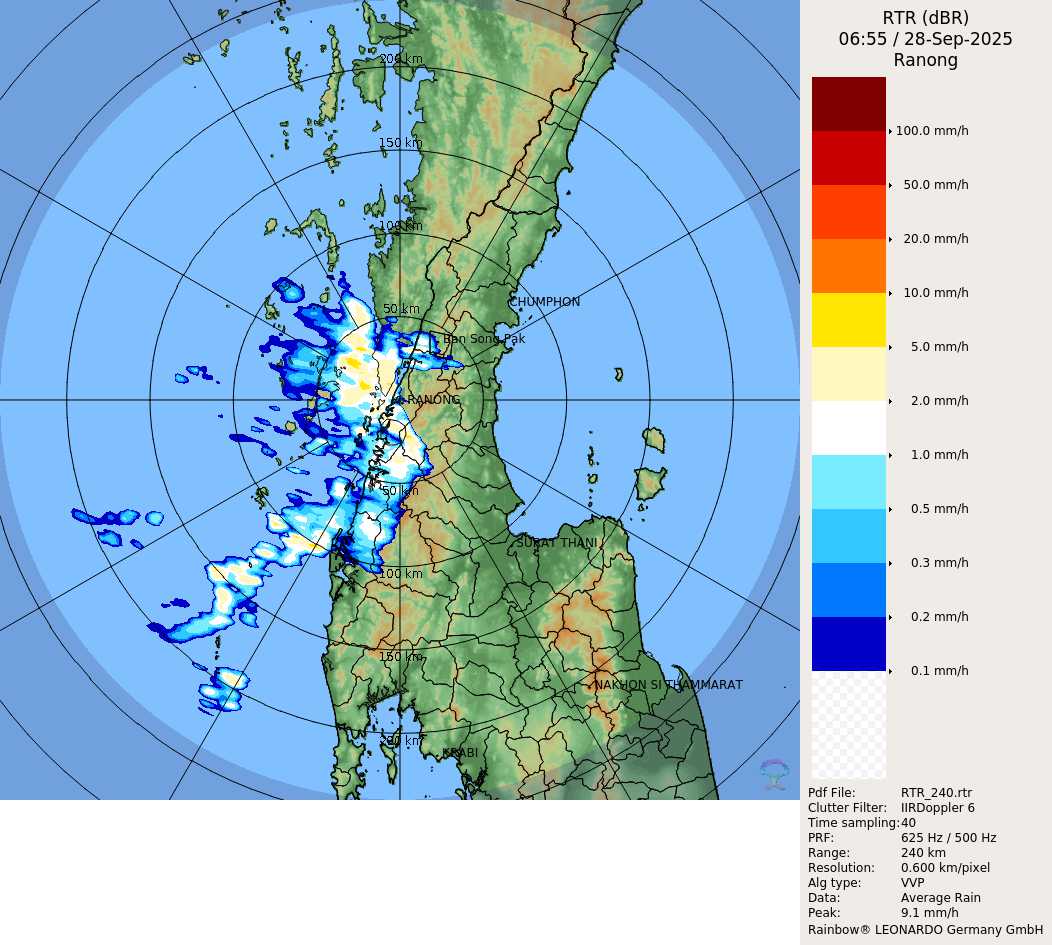 RTR (dBR)
06:55 / 28-Sep-2025
Ranong
200 km
150 km
100 km
CHUMPHON
50 km
Ban Song Pak
RANONG
50 km
SURAT THANI
100 km
150 km
NAKHON SI THAMMARAT
200 km
KRABI
100.0 mm/h
50.0 mm/h
20.0 mm/h
10.0 mm/h
5.0 mm/h
2.0 mm/h
1.0 mm/h
0.5 mm/h
0.3 mm/h
0.2 mm/h
0.1 mm/h
Pdf File: RTR_240.rtr
Clutter Filter: IIRDoppler 6
Time sampling: 40
PRF: 625 Hz / 500 Hz
Range: 240 km
Resolution: 0.600 km/pixel
Alg type: VVP
Data: Average Rain
Peak: 9.1 mm/h
Rainbow® LEONARDO Germany GmbH